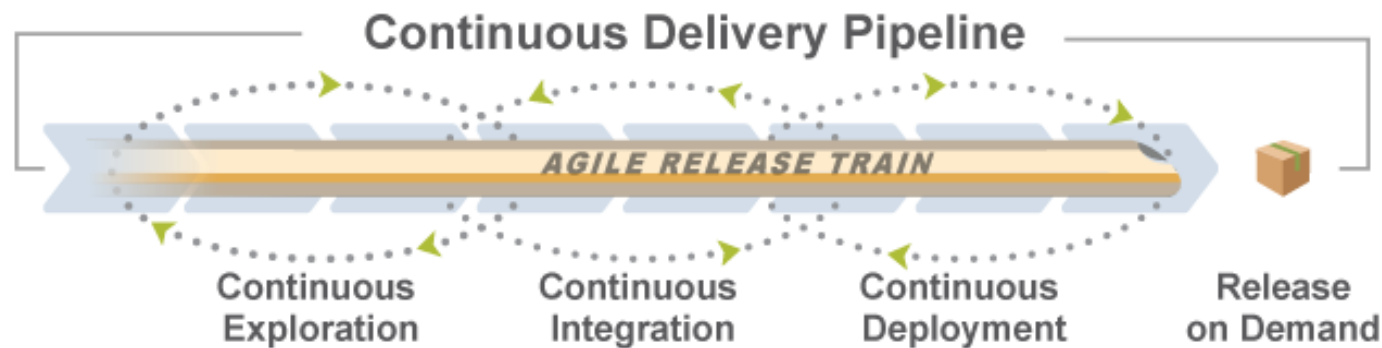 Continuous Delivery Pipeline
AGILE RELEASE TRAIN
Continuous
Exploration
Continuous
Integration
Continuous
Deployment
Release
on Demand